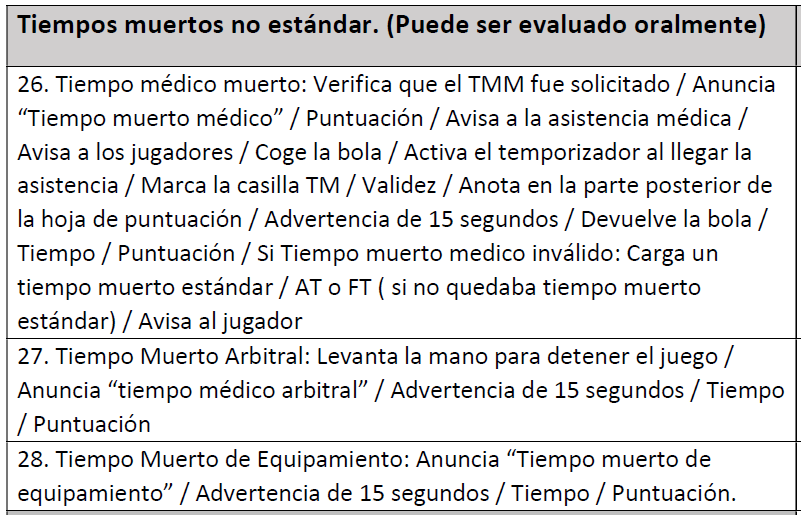 Tiempos muertos no estándar. (Puede ser evaluado oralmente)
26. Tiempo médico muerto: Verifica que el TMM fue solicitado / Anuncia
“Tiempo muerto médico” / Puntuación / Avisa a la asistencia médica /
Avisa a los jugadores / Coge la bola / Activa el temporizador al llegar la
asistencia / Marca la casilla TM / Validez / Anota en la parte posterior de
la hoja de puntuación / Advertencia de 15 segundos / Devuelve la bola /
Tiempo / Puntuación / Si Tiempo muerto medico inválido: Carga un
tiempo muerto estándar / AT o FT ( si no quedaba tiempo muerto
estándar) / Avisa al jugador
27. Tiempo Muerto Arbitral: Levanta la mano para detener el juego /
Anuncia “tiempo médico arbitral” / Advertencia de 15 segundos / Tiempo
/ Puntuación
28. Tiempo Muerto de Equipamiento: Anuncia “Tiempo muerto de
equipamiento” / Advertencia de 15 segundos / Tiempo / Puntuación.